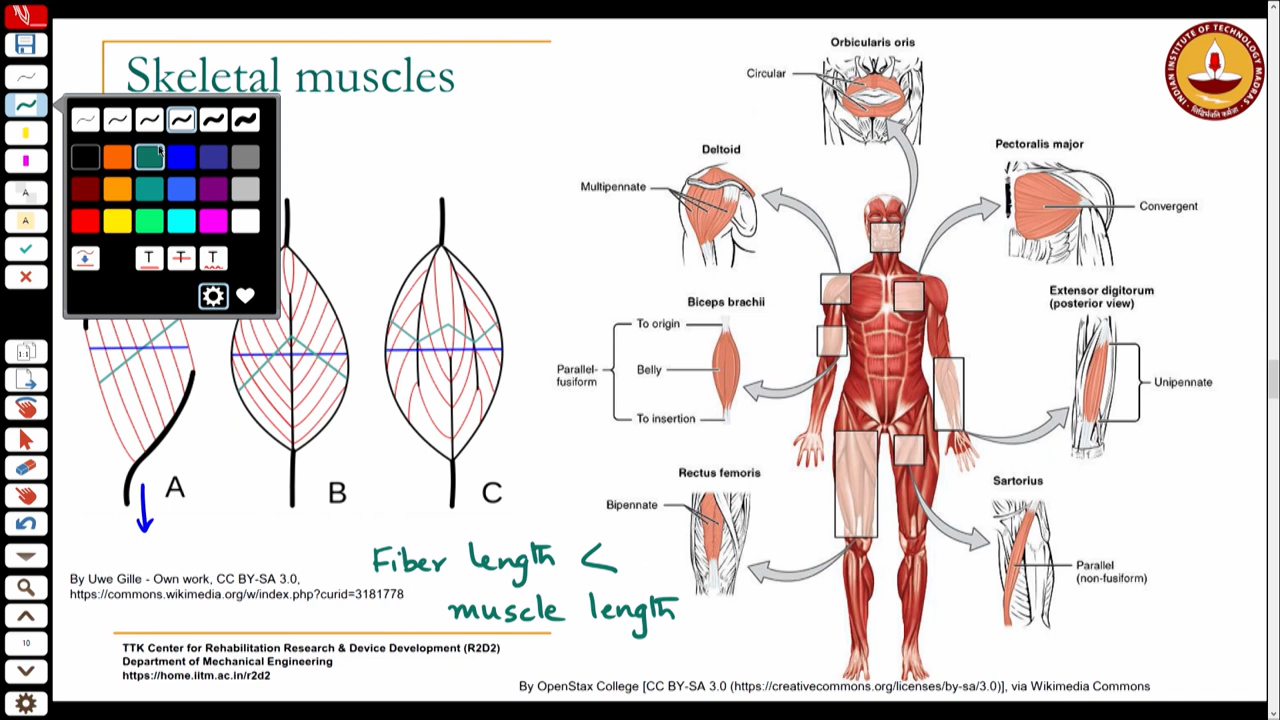 Skeletal muscles
Orbicularis oris
Circular
Deltoid
Multipennate
Pectoralis major
Convergent
Biceps brachii
To origin
Parallel-
fusiform
Belly
To insertion
Extensor digitorum
(posterior view)
Unipennate
Rectus femoris
Bipennate
Sartorius
Parallel
(non-fusiform)
A
B
C
Fiber length <
muscle length
By Uwe Gille - Own work, CC BY-SA 3.0,
https://commons.wikimedia.org/w/index.php?curid=3181778
TTK Center for Rehabilitation Research & Device Development (R2D2)
Department of Mechanical Engineering
https://home.iitm.ac.in/r2d2
By OpenStax College [CC BY-SA 3.0 (https://creativecommons.org/licenses/by-sa/3.0)], via Wikimedia Commons
INDIAN INSTITUTE OF TECHNOLOGY MADRAS
T T T
A
A
1:1
10